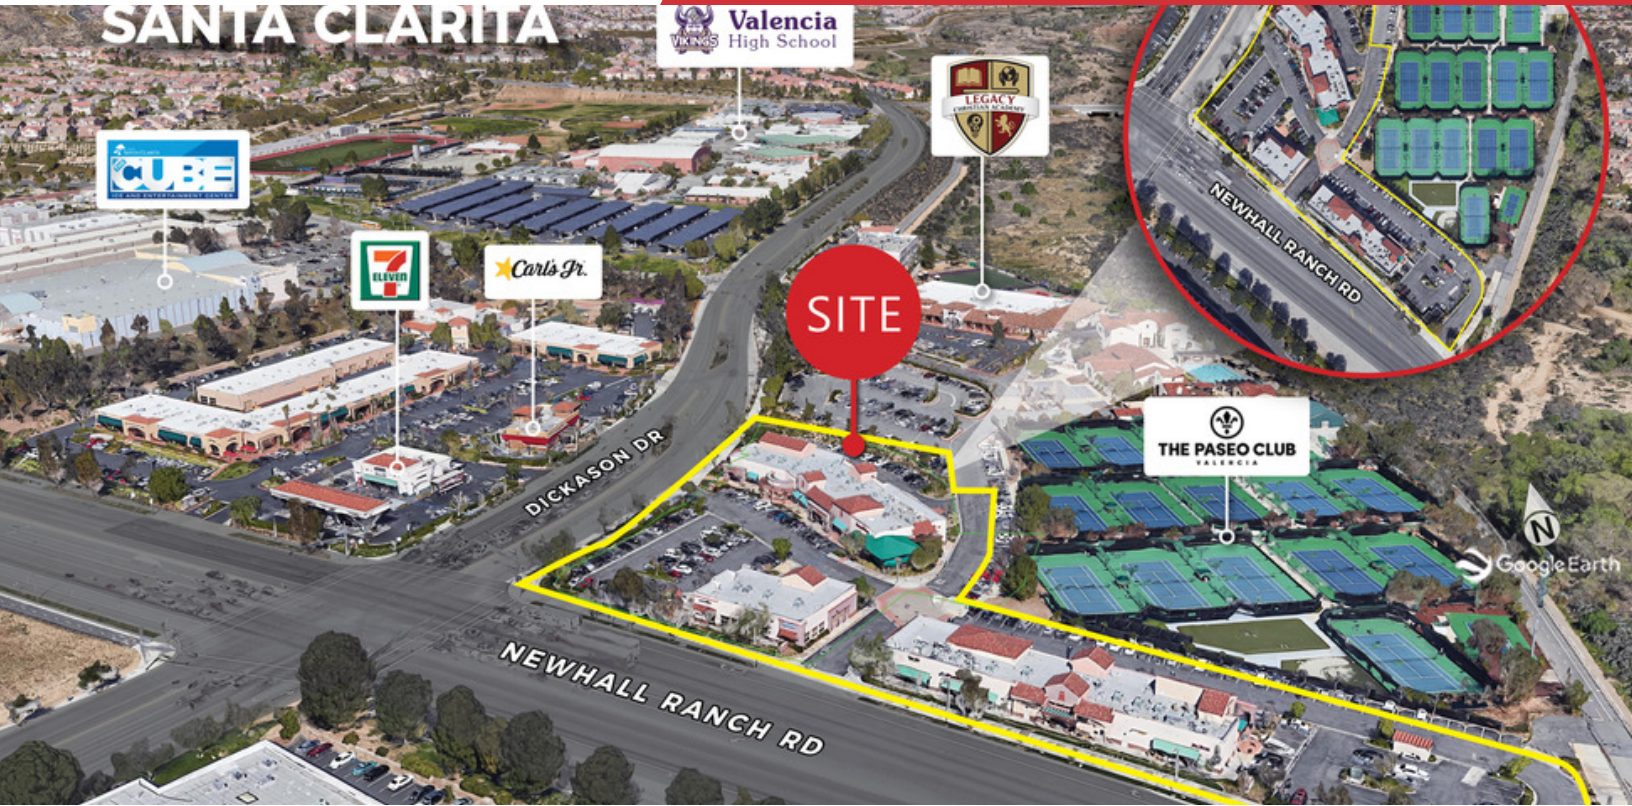 SANTA CLARITA
VIKINGS
Valencia
High School
LEGACY
CHRISTIAN ACADEMY
CUBE
ICE AND ENTERTAINMENT CENTER
7
ELEVEN
Carl's Jr.
SITE
NEWHALL RANCH RD
THE PASEO CLUB
VALENCIA
DICKASON DR
N
Google Earth
NEWHALL RANCH RD